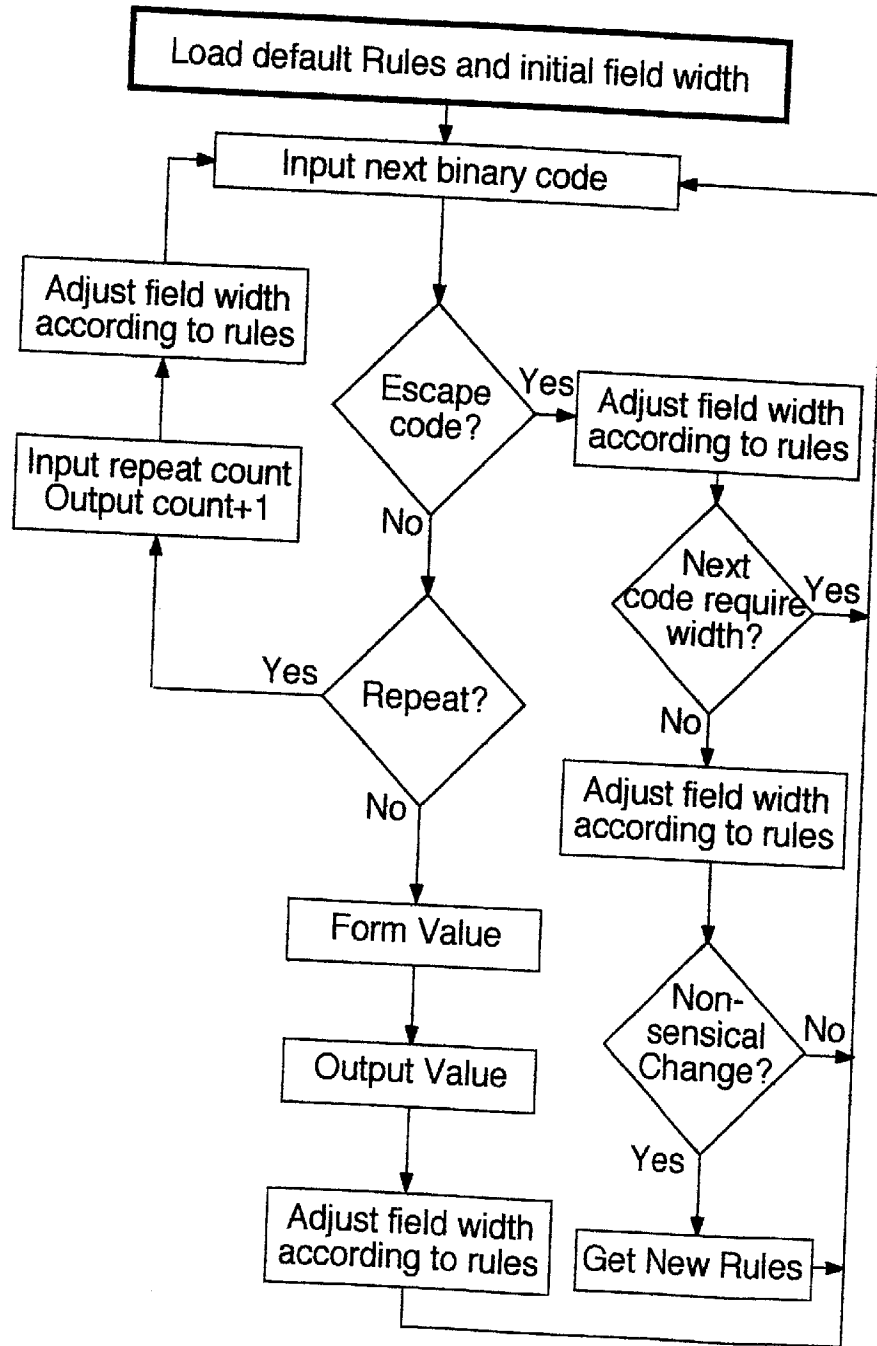 Load default Rules and initial field width
Input next binary code
Adjust field width
according to rules
Input repeat count
Output count+1
Escape
code?
Yes
No
Adjust field width
according to rules
Next
code require
width?
Yes
No
Repeat?
Yes
No
Adjust field width
according to rules
Form Value
Non-
sensical
Change?
No
Yes
Output Value
Adjust field width
according to rules
Get New Rules